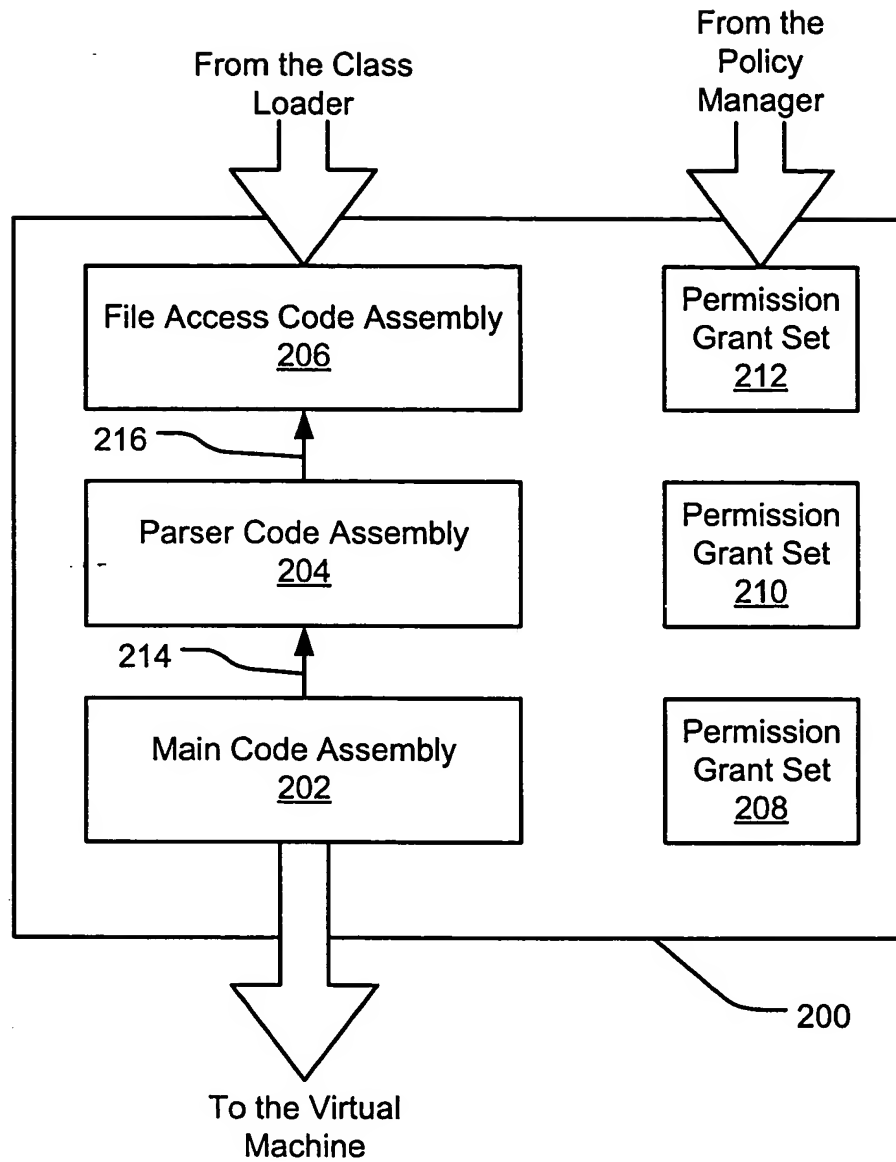 From the Class
Loader
From the
Policy
Manager
File Access Code Assembly
206
Permission
Grant Set
212
216
Parser Code Assembly
204
Permission
Grant Set
210
214
Main Code Assembly
202
Permission
Grant Set
208
200
To the Virtual
Machine